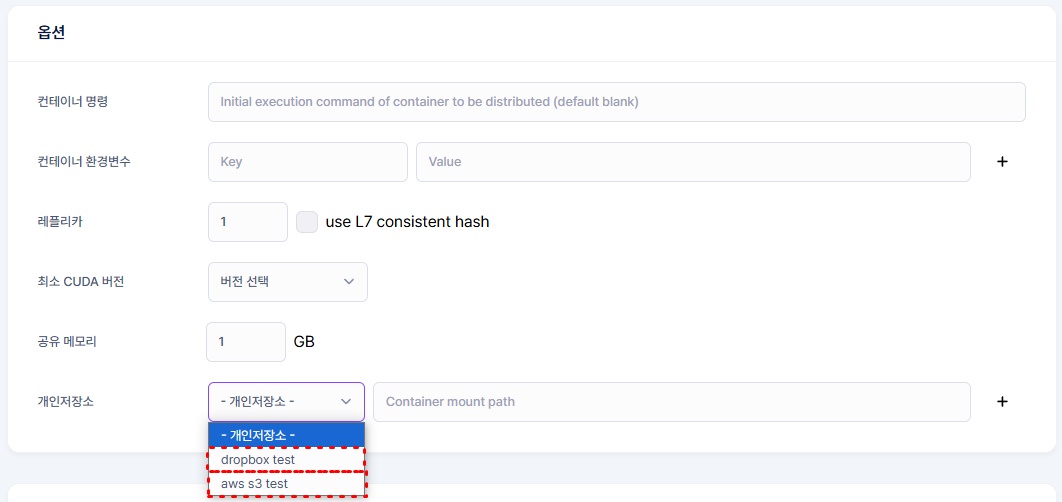 옵션
컨테이너 명령 Initial execution command of container to be distributed (default blank)
컨테이너 환경변수 Key Value +
레플리카 1 use L7 consistent hash
최소 CUDA 버전 버전 선택
공유 메모리 1 GB
개인저장소 - 개인저장소 - Container mount path +
- 개인저장소 -
dropbox test
aws s3 test